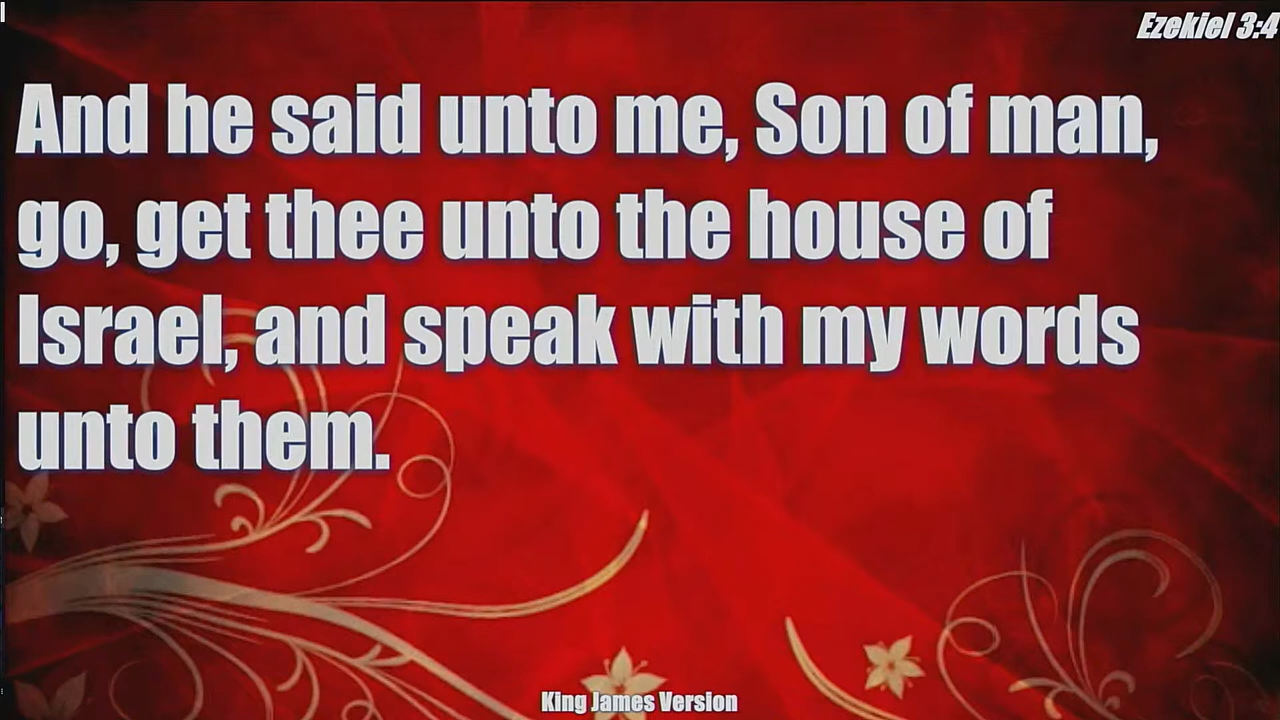 Ezekiel 3:4
And he said unto me, Son of man,
go, get thee unto the house of
Israel, and speak with my words
unto them.
King James Version